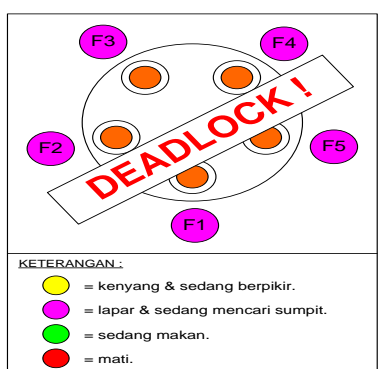 F3
F4
F2
DEADLOCK !
F5
F1
KETERANGAN :
= kenyang & sedang berpikir.
= lapar & sedang mencari sumpit.
= sedang makan.
= mati.